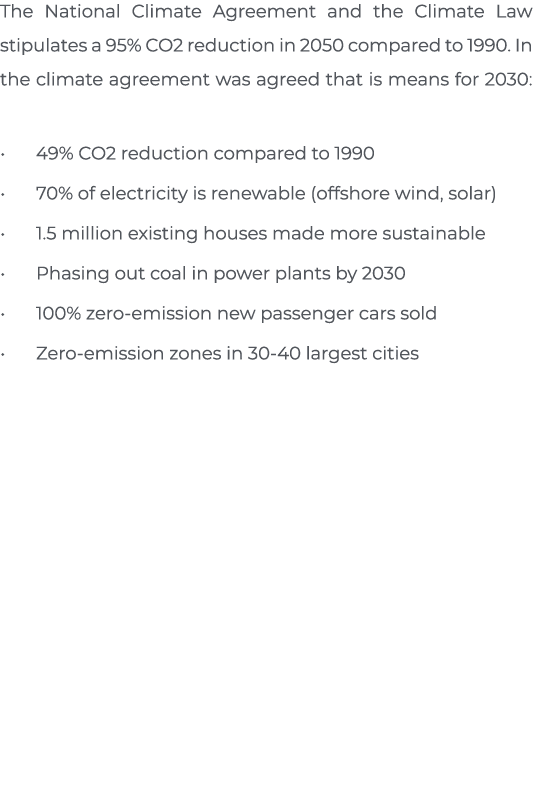 The National Climate Agreement and the Climate Law
stipulates a 95% CO2 reduction in 2050 compared to 1990. In
the climate agreement was agreed that is means for 2030:
• 49% CO2 reduction compared to 1990
• 70% of electricity is renewable (offshore wind, solar)
• 1.5 million existing houses made more sustainable
• Phasing out coal in power plants by 2030
• 100% zero-emission new passenger cars sold
• Zero-emission zones in 30-40 largest cities